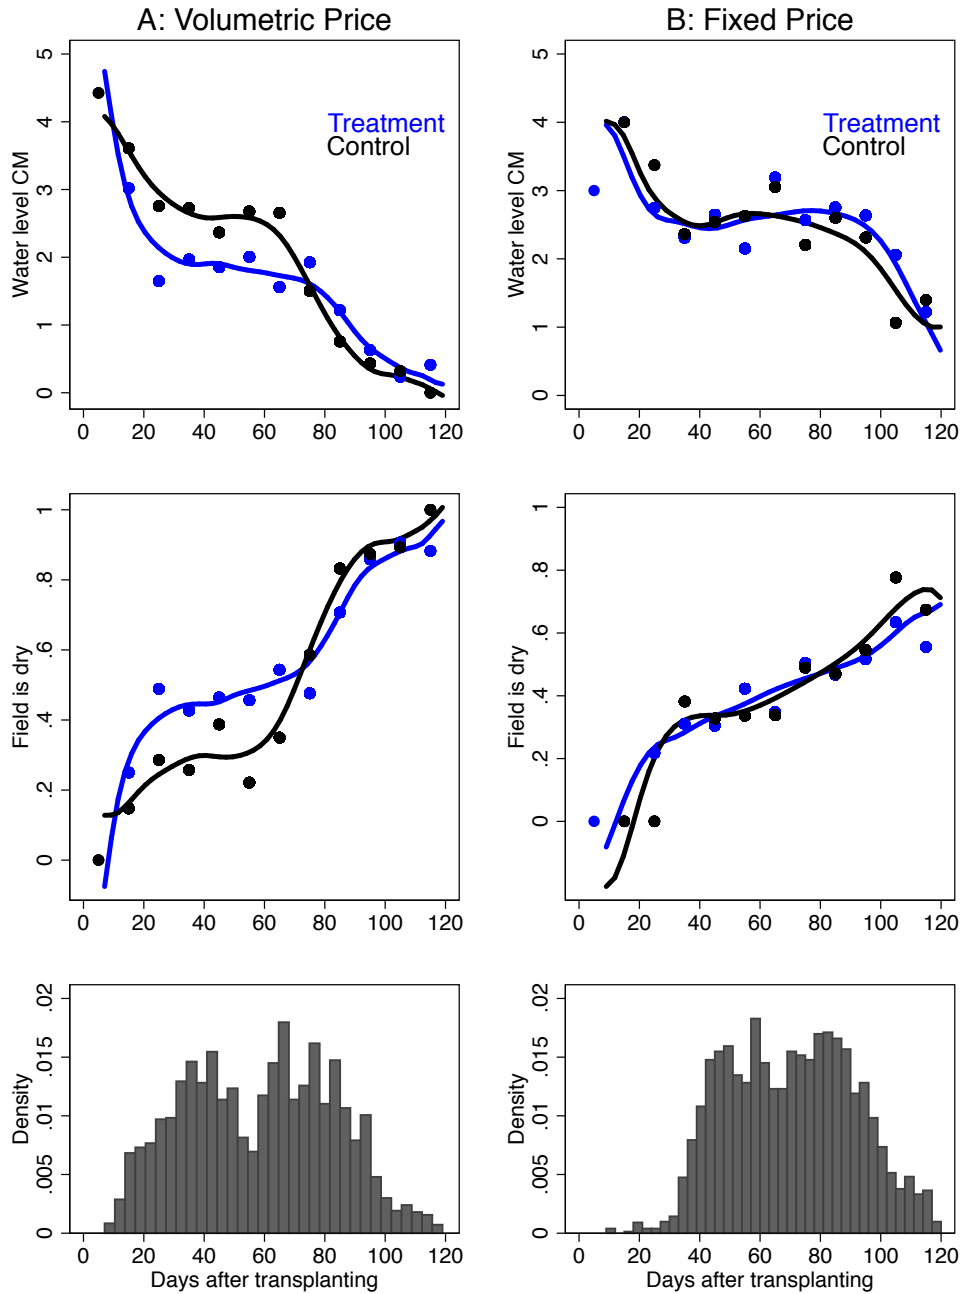 A: Volumetric Price
B: Fixed Price
Water level CM
0 1 2 3 4 5
Treatment
Control
0 20 40 60 80 100 120
Water level CM
0 1 2 3 4 5
Treatment
Control
0 20 40 60 80 100 120
Field is dry
0 .2 .4 .6 .8 1
0 20 40 60 80 100 120
Field is dry
0 .2 .4 .6 .8 1
0 20 40 60 80 100 120
Density
0 .005 .01 .015 .02
0 20 40 60 80 100 120
Days after transplanting
Density
0 .005 .01 .015 .02
0 20 40 60 80 100 120
Days after transplanting